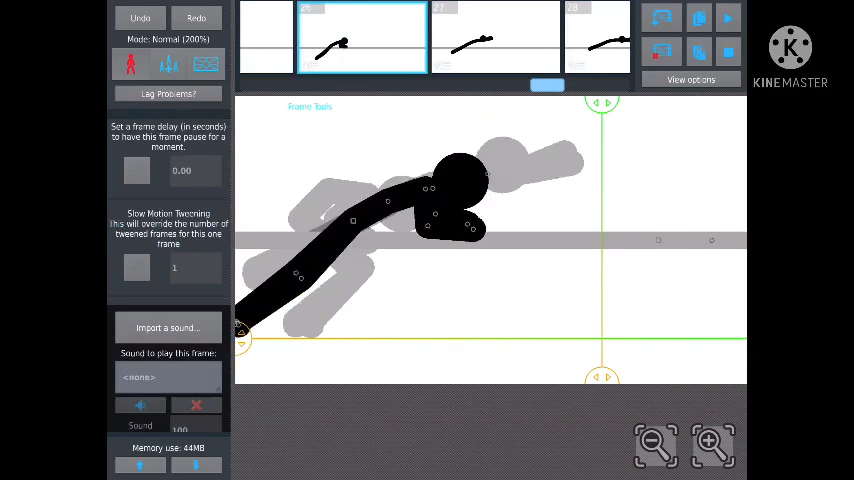 Undo
Redo
26
27
28
Mode: Normal (200%)
Lag Problems?
View options
K
KINEMASTER
Frame Tools
Set a frame delay (in seconds)
to have this frame pause for a
moment.
0.00
Slow Motion Tweening
This will override the number of
tweened frames for this one
frame
1
Import a sound...
Sound to play this frame:
<none>
Sound
100
Memory use: 44MB